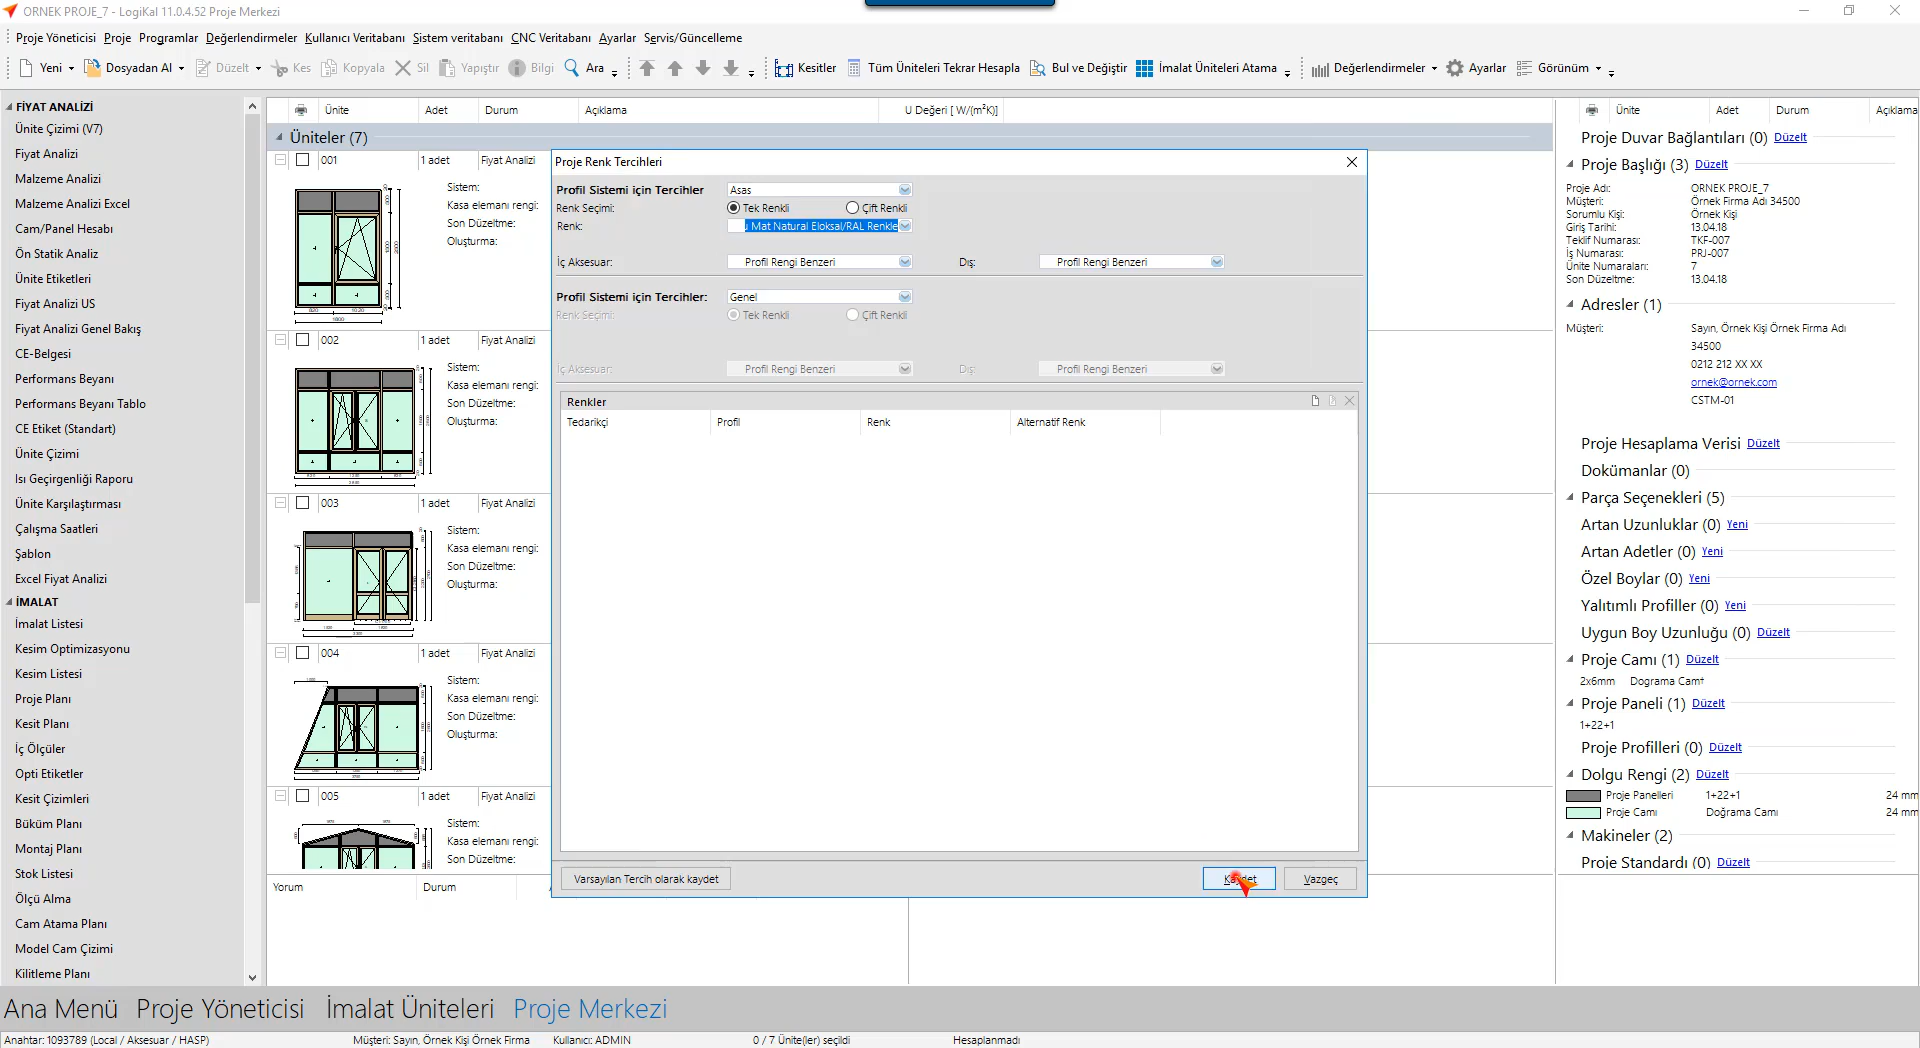 ORNEK PROJE_7 - LogiKal 11.0.4.52 Proje Merkezi
Proje Yöneticisi Proje Programlar Değerlendirmeler Kullanıcı Veritabanı Sistem veritabanı CNC Veritabanı Ayarlar Servis/Güncelleme
Yeni Dosyadan Al Düzelt Kes Kopyala Sil Yapıştır Bilgi Ara Kesitler Tüm Üniteleri Tekrar Hesapla Bul ve Değiştir İmalat Üniteleri Atama Değerlendirmeler Ayarlar Görünüm
FİYAT ANALİZİ
Ünite Çizimi (V7)
Fiyat Analizi
Malzeme Analizi
Malzeme Analizi Excel
Cam/Panel Hesabı
Ön Statik Analiz
Ünite Etiketleri
Fiyat Analizi US
Fiyat Analizi Genel Bakış
CE-Belgesi
Performans Beyanı
Performans Beyanı Tablo
CE Etiket (Standart)
Ünite Çizimi
Isı Geçirgenliği Raporu
Ünite Karşılaştırması
Çalışma Saatleri
Şablon
Excel Fiyat Analizi
İMALAT
İmalat Listesi
Kesim Optimizasyonu
Kesim Listesi
Proje Planı
Kesit Planı
İç Ölçüler
Opti Etiketler
Kesit Çizimleri
Büküm Planı
Montaj Planı
Stok Listesi
Ölçü Alma
Cam Atama Planı
Model Cam Çizimi
Kilitleme Planı
Ünite Adet Durum Açıklama U Değeri [ W/(m²K)]
Üniteler (7)
001 1 adet Fiyat Analizi
Sistem:
Kasa elemanı rengi:
Son Düzeltme:
Oluşturma:
002 1 adet Fiyat Analizi
Sistem:
Kasa elemanı rengi:
Son Düzeltme:
Oluşturma:
003 1 adet Fiyat Analizi
Sistem:
Kasa elemanı rengi:
Son Düzeltme:
Oluşturma:
004 1 adet Fiyat Analizi
Sistem:
Kasa elemanı rengi:
Son Düzeltme:
Oluşturma:
005 1 adet Fiyat Analizi
Sistem:
Kasa elemanı rengi:
Son Düzeltme:
Yorum Durum
Proje Renk Tercihleri
Profil Sistemi için Tercihler Asas
Renk Seçimi: Tek Renkli Çift Renkli
Renk: Mat Natural Eloksal/RAL Renkle
İç Aksesuar: Profil Rengi Benzeri Dış: Profil Rengi Benzeri
Profil Sistemi için Tercihler: Genel
Renk Seçimi: Tek Renkli Çift Renkli
İç Aksesuar: Profil Rengi Benzeri Dış: Profil Rengi Benzeri
Renkler
Tedarikçi Profil Renk Alternatif Renk
Varsayılan Tercih olarak kaydet Kaydet Vazgeç
Ünite Adet Durum Açıklama
Proje Duvar Bağlantıları (0) Düzelt
Proje Başlığı (3) Düzelt
Proje Adı: ORNEK PROJE_7
Müşteri: Örnek Firma Adı 34500
Sorumlu Kişi: Örnek Kişi
Giriş Tarihi: 13.04.18
Teklif Numarası: TKF-007
İş Numarası: PRJ-007
Ünite Numaraları: 7
Son Düzeltme: 13.04.18
Adresler (1)
Müşteri: Sayın, Örnek Kişi Örnek Firma Adı
34500
0212 212 XX XX
ornek@ornek.com
CSTM-01
Proje Hesaplama Verisi Düzelt
Dokümanlar (0)
Parça Seçenekleri (5)
Artan Uzunluklar (0) Yeni
Artan Adetler (0) Yeni
Özel Boylar (0) Yeni
Yalıtımlı Profiller (0) Yeni
Uygun Boy Uzunluğu (0) Düzelt
Proje Camı (1) Düzelt
2x6mm Dograma Cam†
Proje Paneli (1) Düzelt
1+22+1
Proje Profilleri (0) Düzelt
Dolgu Rengi (2) Düzelt
Proje Panelleri 1+22+1 24 mm
Proje Camı Doğrama Camı 24 mm
Makineler (2)
Proje Standardı (0) Düzelt
Ana Menü Proje Yöneticisi İmalat Üniteleri Proje Merkezi
Anahtar: 1093789 (Local / Aksesuar / HASP) Müşteri: Sayın, Örnek Kişi Örnek Firma Kullanıcı: ADMIN 0 / 7 Ünite(ler) seçildi Hesaplanmadı